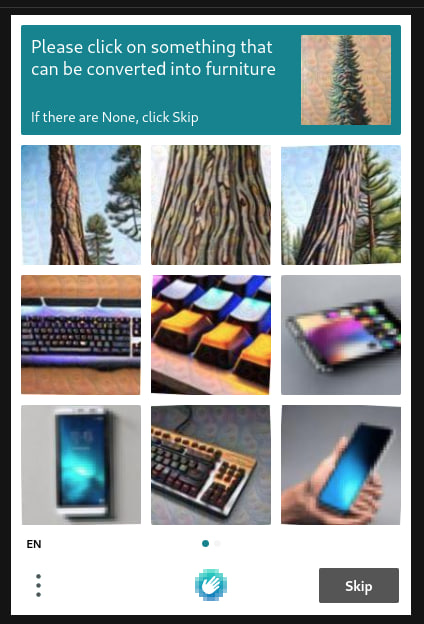 Please click on something that
can be converted into furniture
If there are None, click Skip
EN
Skip